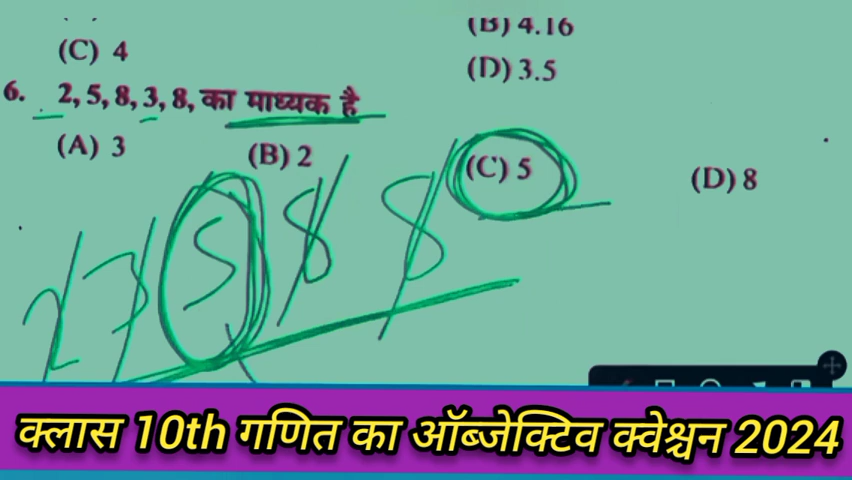 (B) 4.16
(C) 4
(D) 3.5
6. 2, 5, 8, 3, 8, का माध्यक है
(A) 3
(B) 2
(C) 5
(D) 8
2 3 5 8 8
क्लास 10th गणित का ऑब्जेक्टिव क्वेश्चन 2024